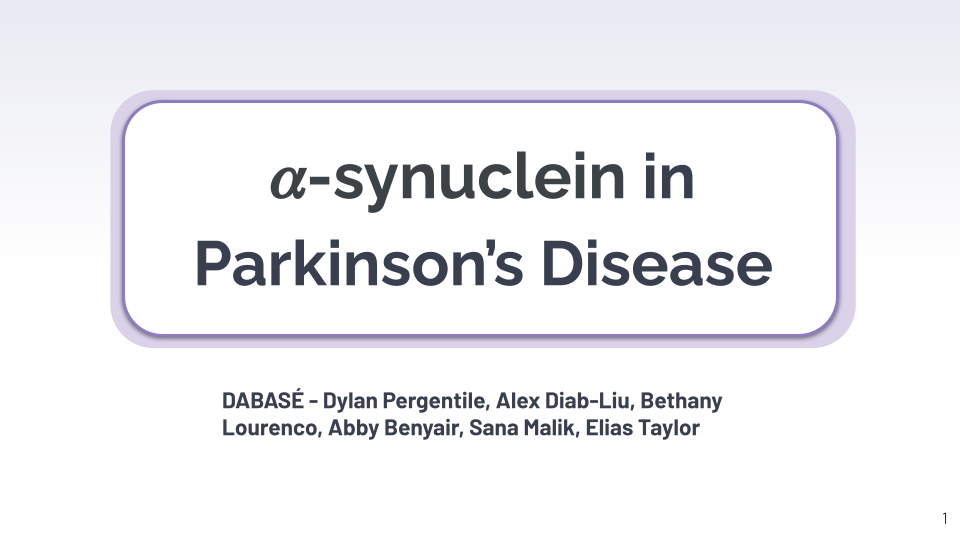 α-synuclein in
Parkinson’s Disease
DABASÉ - Dylan Pergentile, Alex Diab-Liu, Bethany
Lourenco, Abby Benyair, Sana Malik, Elias Taylor
1